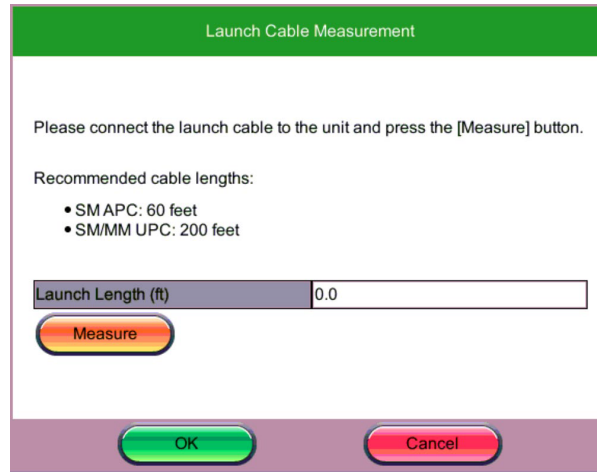 Launch Cable Measurement
Please connect the launch cable to the unit and press the [Measure] button.
Recommended cable lengths:
• SM APC: 60 feet
• SM/MM UPC: 200 feet
Launch Length (ft) 0.0
Measure
OK Cancel